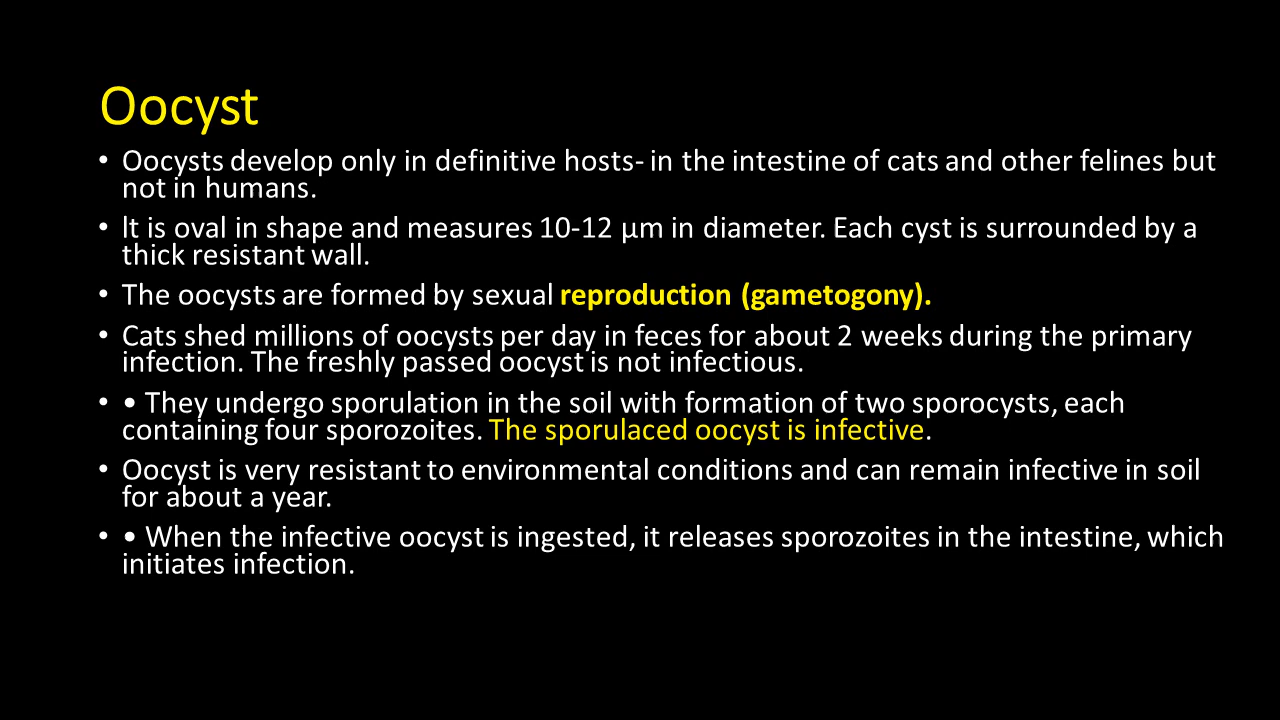 Oocyst
• Oocysts develop only in definitive hosts- in the intestine of cats and other felines but
not in humans.
• lt is oval in shape and measures 10-12 µm in diameter. Each cyst is surrounded by a
thick resistant wall.
• The oocysts are formed by sexual reproduction (gametogony).
• Cats shed millions of oocysts per day in feces for about 2 weeks during the primary
infection. The freshly passed oocyst is not infectious.
• • They undergo sporulation in the soil with formation of two sporocysts, each
containing four sporozoites. The sporulaced oocyst is infective.
• Oocyst is very resistant to environmental conditions and can remain infective in soil
for about a year.
• • When the infective oocyst is ingested, it releases sporozoites in the intestine, which
initiates infection.